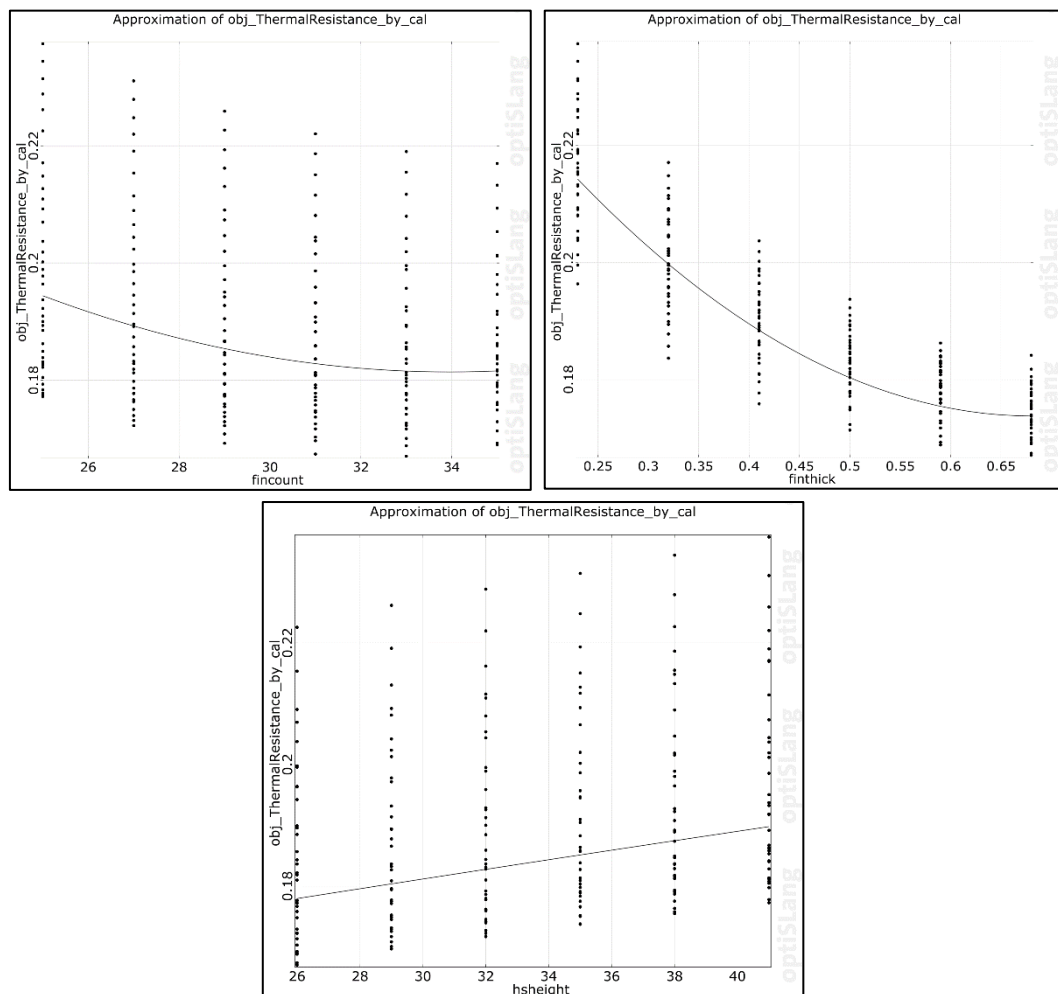 Approximation of obj_ThermalResistance_by_cal
obj_ThermalResistance_by_cal
0.22
0.2
0.18
26 28 30 32 34
fincount
optiSLang
optiSLang
optiSLang
Approximation of obj_ThermalResistance_by_cal
obj_ThermalResistance_by_cal
0.22
0.2
0.18
0.25 0.3 0.35 0.4 0.45 0.5 0.55 0.6 0.65
finthick
optiSLang
optiSLang
optiSLang
Approximation of obj_ThermalResistance_by_cal
obj_ThermalResistance_by_cal
0.22
0.2
0.18
26 28 30 32 34 36 38 40
hsheight
optiSLang
optiSLang
optiSLang